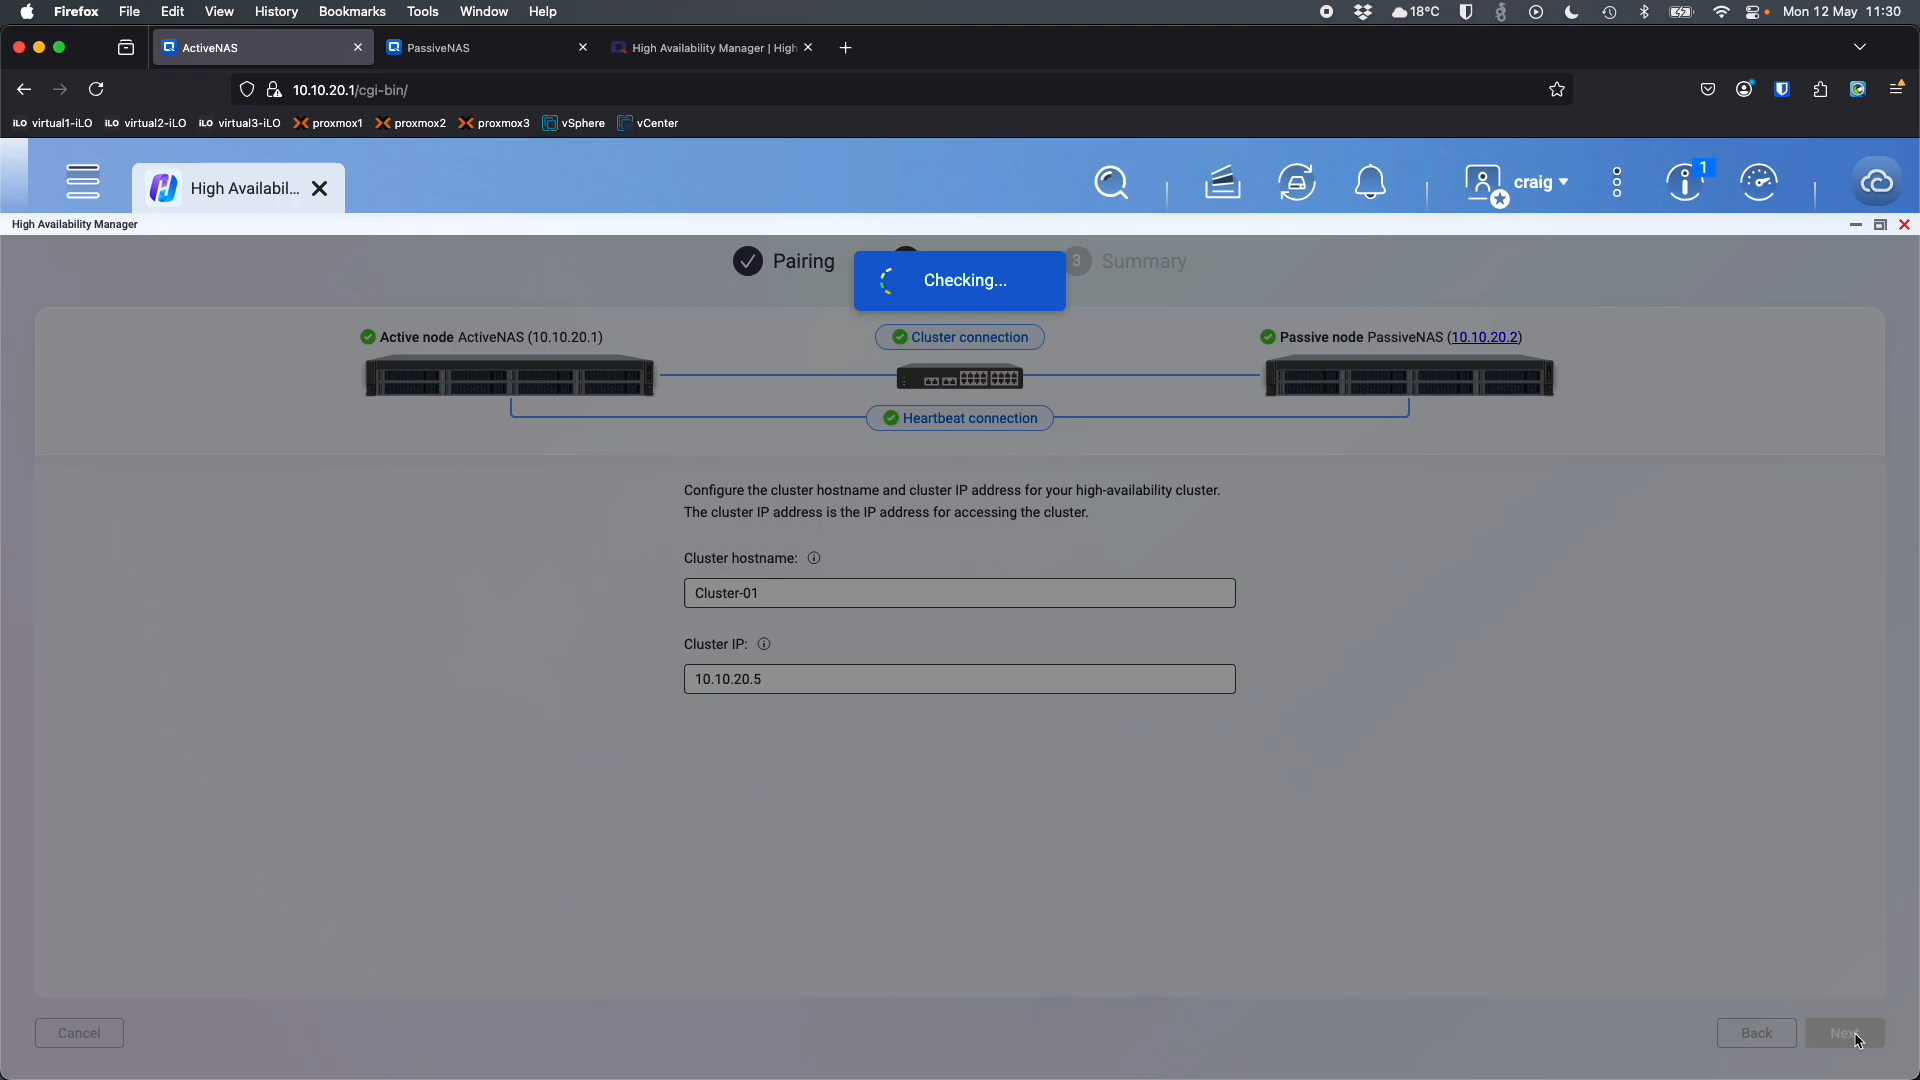 Firefox File Edit View History Bookmarks Tools Window Help 18°C Mon 12 May 11:30
ActiveNAS PassiveNAS High Availability Manager | High
10.10.20.1/cgi-bin/
iLO virtual1-iLO iLO virtual2-iLO iLO virtual3-iLO proxmox1 proxmox2 proxmox3 vSphere vCenter
High Availabil... craig 1
High Availability Manager
Pairing 3 Summary
Checking...
Active node ActiveNAS (10.10.20.1) Cluster connection Passive node PassiveNAS (10.10.20.2)
Heartbeat connection
Configure the cluster hostname and cluster IP address for your high-availability cluster.
The cluster IP address is the IP address for accessing the cluster.
Cluster hostname:
Cluster-01
Cluster IP:
10.10.20.5
Cancel Back Next